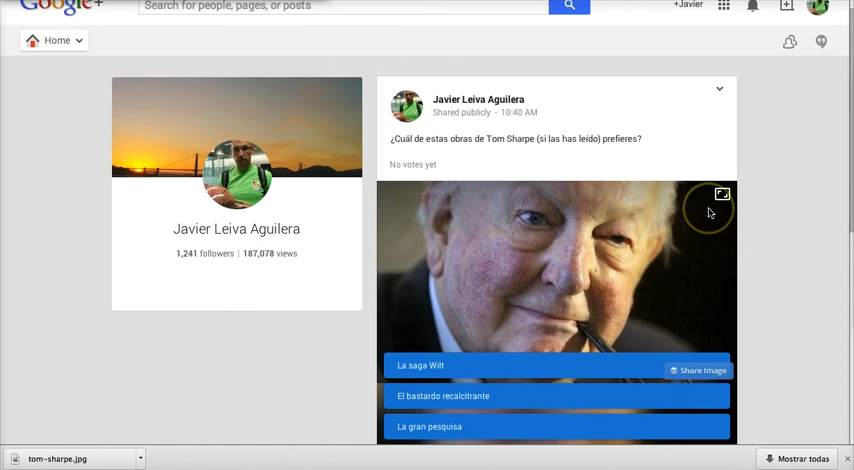 Google+
Search for people, pages, or posts
+Javier
Home
Javier Leiva Aguilera
Shared publicly - 10:40 AM
¿Cuál de estas obras de Tom Sharpe (si las has leído) prefieres?
No votes yet
Javier Leiva Aguilera
1,241 followers | 187,078 views
La saga Wilt
Share Image
El bastardo recalcitrante
La gran pesquisa
tom-sharpe.jpg
Mostrar todas